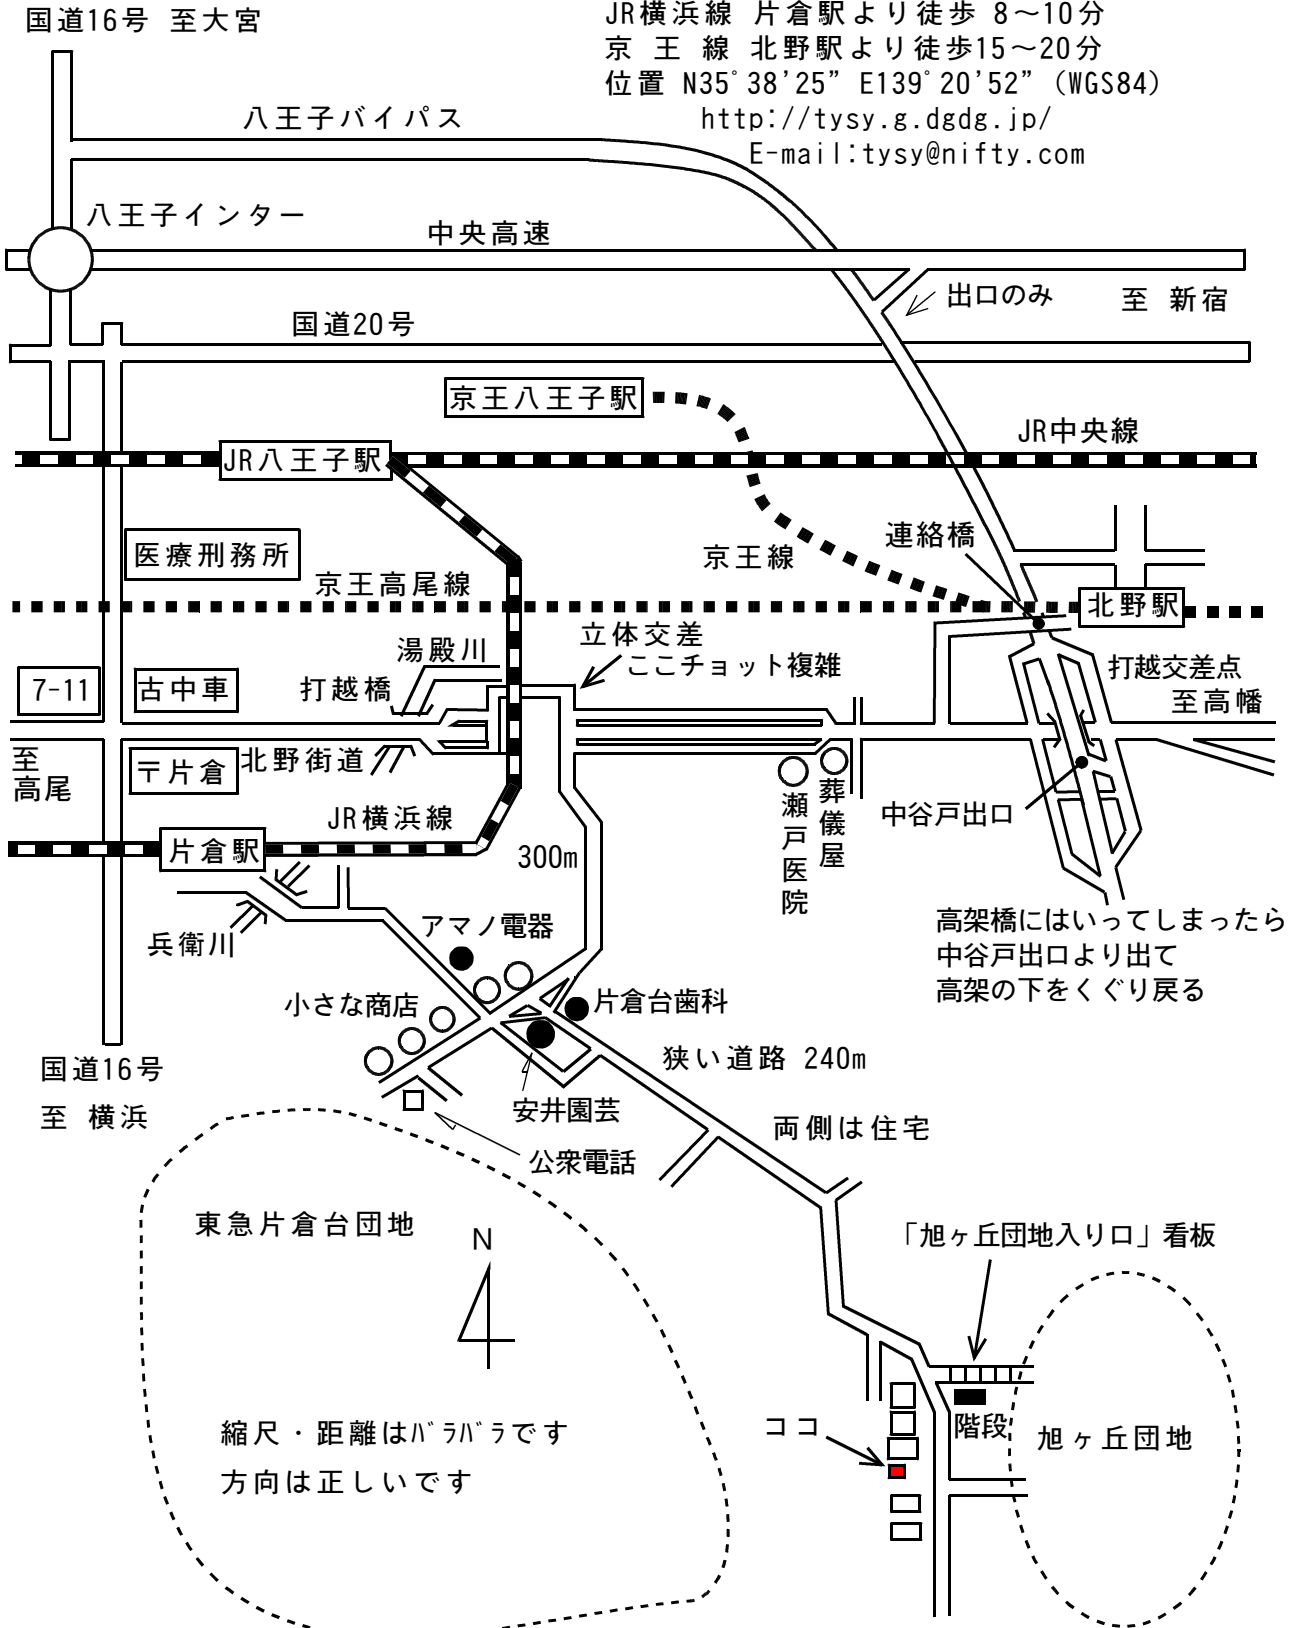 国道16号 至大宮
JR横浜線 片倉駅より徒歩 8～10分
京 王 線 北野駅より徒歩15～20分
位置 N35ﾟ38’25” E139ﾟ20’52” (WGS84)
http://tysy.g.dgdg.jp/
E-mail:tysy@nifty.com
八王子バイパス
八王子インター
中央高速
出口のみ
至 新宿
国道20号
京王八王子駅
JR中央線
JR八王子駅
連絡橋
医療刑務所
京王線
京王高尾線
北野駅
立体交差
湯殿川
ここチョット複雑
打越交差点
7-11
古中車
打越橋
至高幡
至
高尾
〒片倉
北野街道
瀬戸医院
葬儀屋
中谷戸出口
JR横浜線
片倉駅
300m
高架橋にはいってしまったら
中谷戸出口より出て
高架の下をくぐり戻る
兵衛川
アマノ電器
小さな商店
片倉台歯科
国道16号
至 横浜
狭い道路 240m
安井園芸
両側は住宅
公衆電話
東急片倉台団地
N
「旭ヶ丘団地入り口」看板
縮尺・距離はﾊﾞﾗﾊﾞﾗです
方向は正しいです
ココ
階段
旭ヶ丘団地